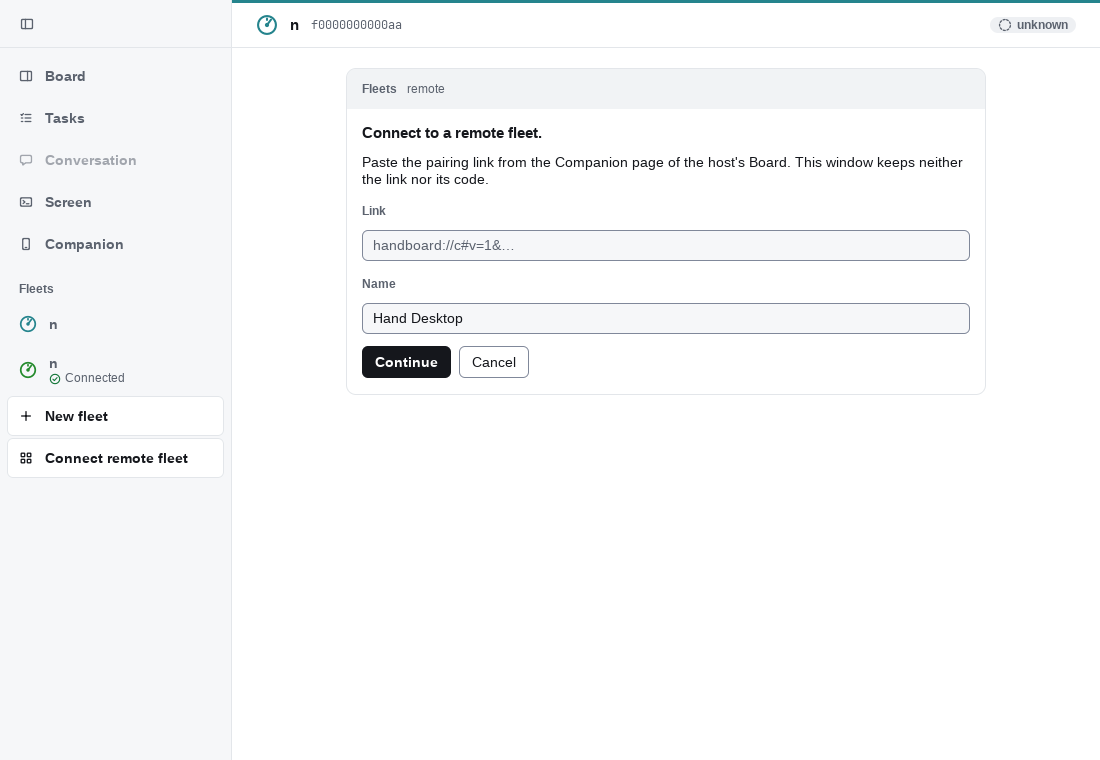 Board
Tasks
Conversation
Screen
Companion
Fleets
n
n
Connected
New fleet
Connect remote fleet
n f0000000000aa
unknown
Fleets remote
Connect to a remote fleet.
Paste the pairing link from the Companion page of the host's Board. This window keeps neither
the link nor its code.
Link
handboard://c#v=1&…
Name
Hand Desktop
Continue Cancel